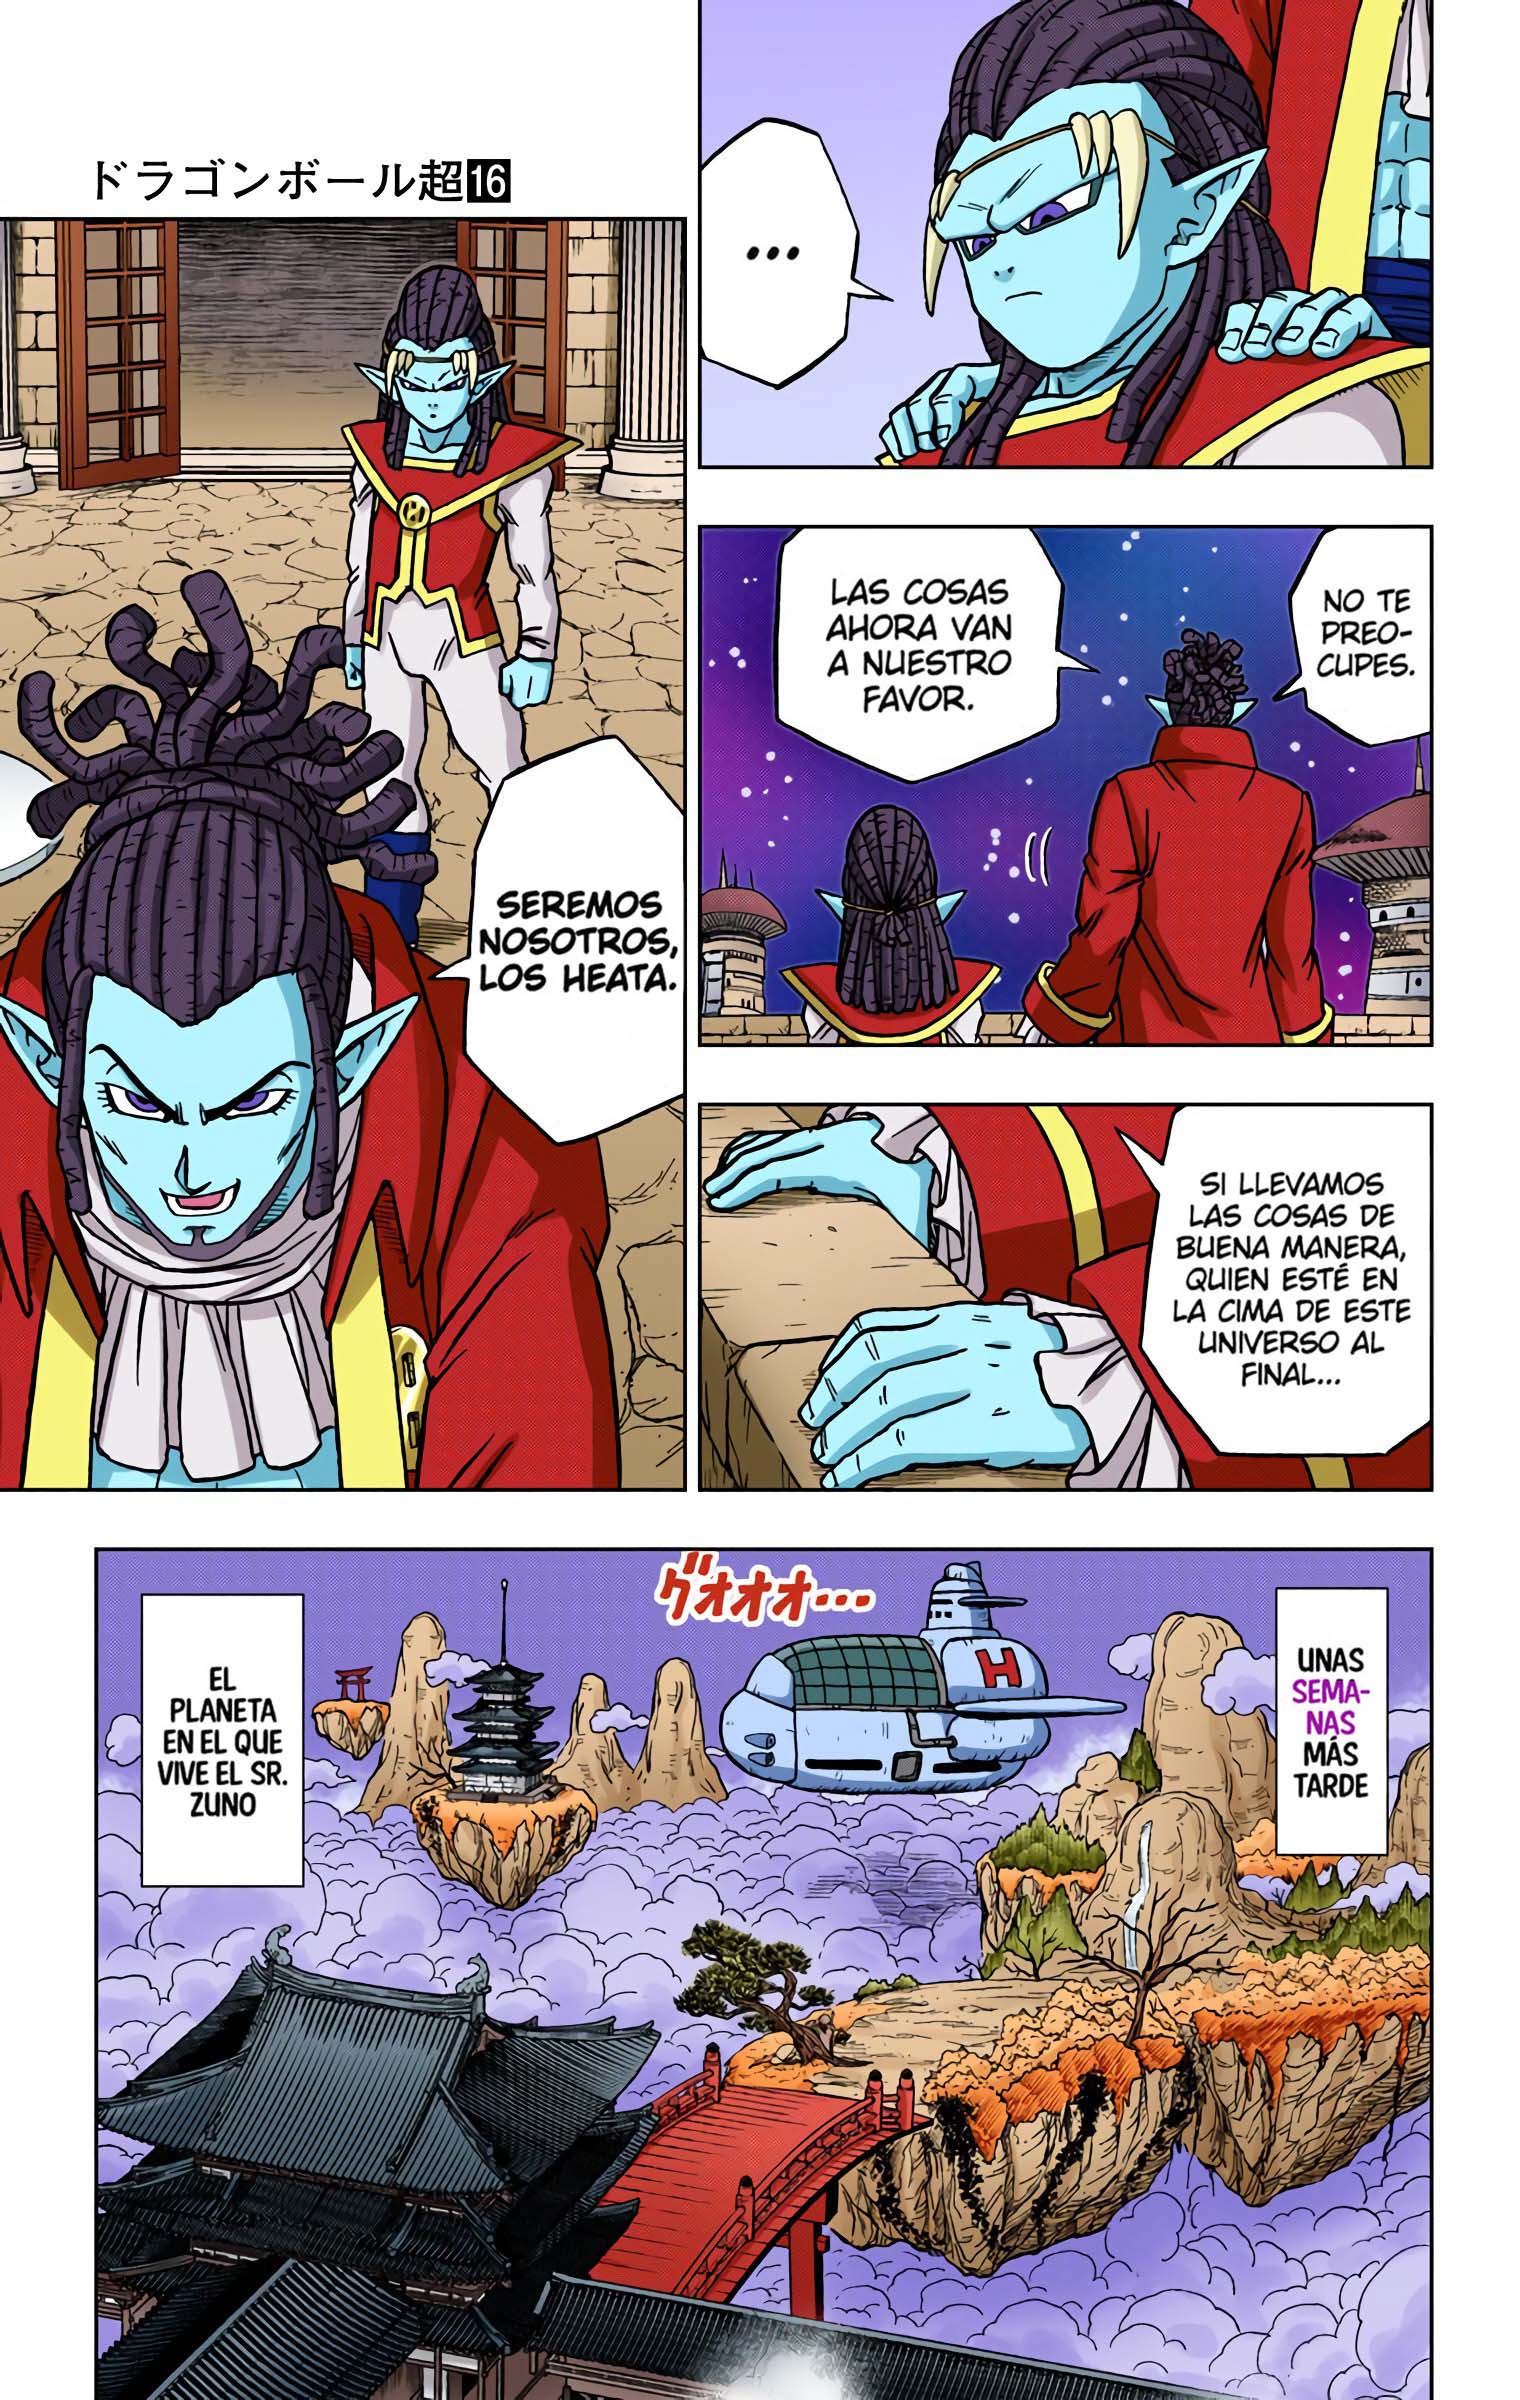 ドラゴンボール超16
...
NO TE
PREO-
CUPES.
LAS COSAS
AHORA VAN
A NUESTRO
FAVOR.
SI LLEVAMOS
LAS COSAS DE
BUENA MANERA,
QUIEN ESTÉ EN
LA CIMA DE ESTE
UNIVERSO AL
FINAL...
SEREMOS
NOSOTROS,
LOS HEATA.
UNAS
SEMA-
NAS
MÁS
TARDE
グォオオ...
H
EL
PLANETA
EN EL QUE
VIVE EL SR.
ZUNO